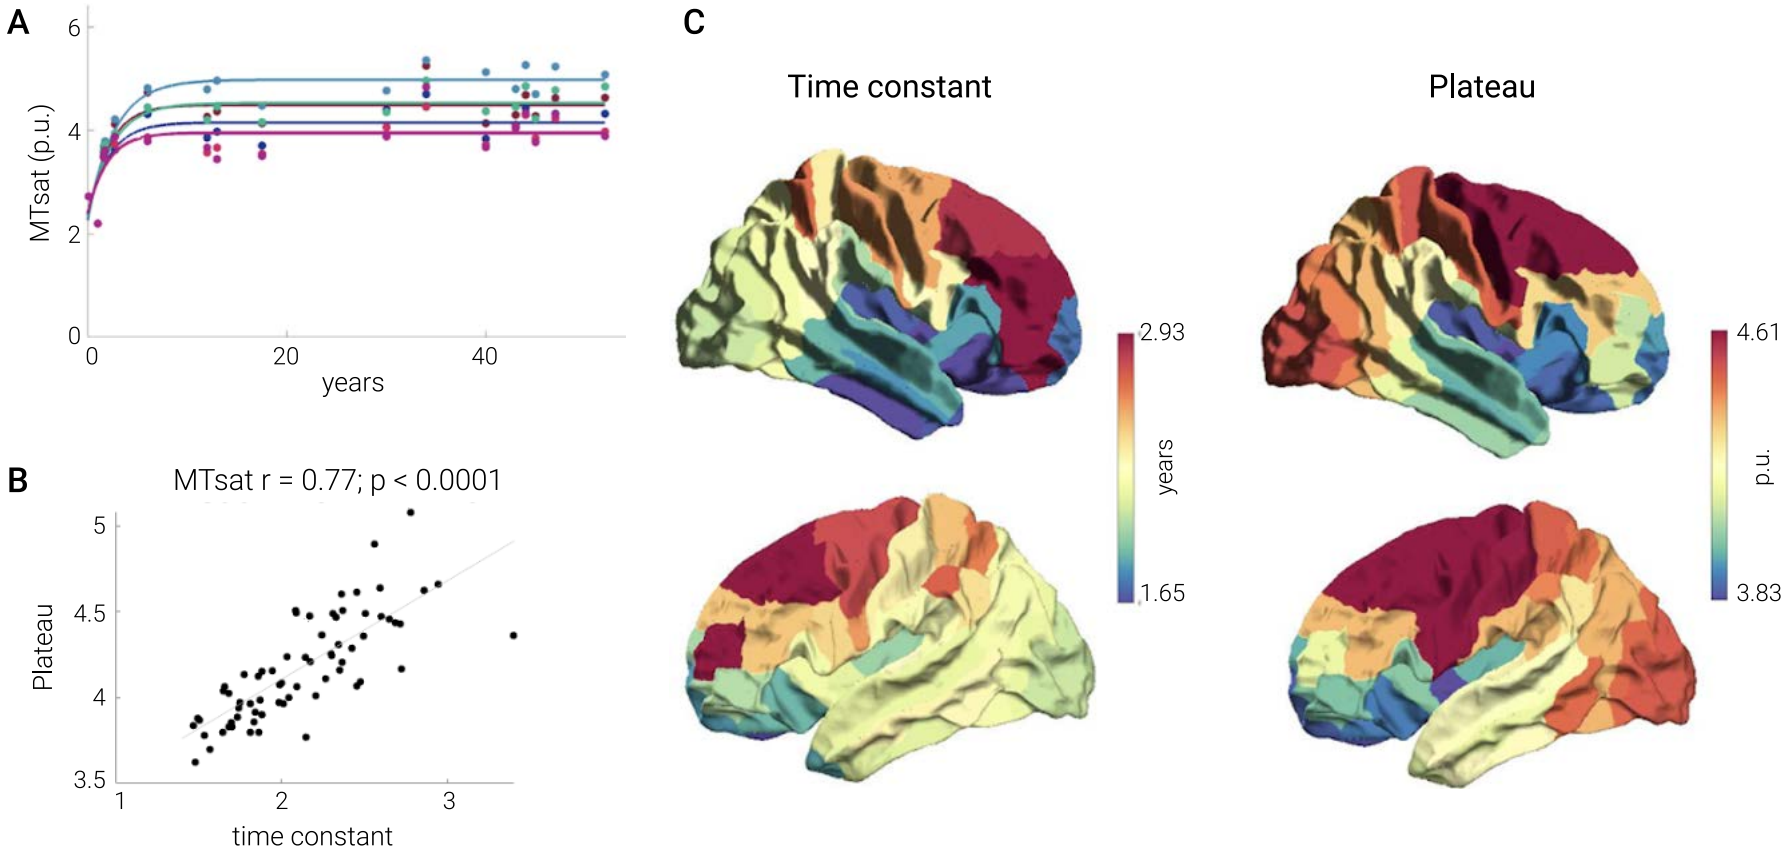 A
6
4
2
0
MTsat (p.u.)
0
20
40
years
B
MTsat r = 0.77; p < 0.0001
5
4.5
4
3.5
Plateau
1
2
3
time constant
C
Time constant
Plateau
2.93
years
1.65
4.61
p.u.
3.83